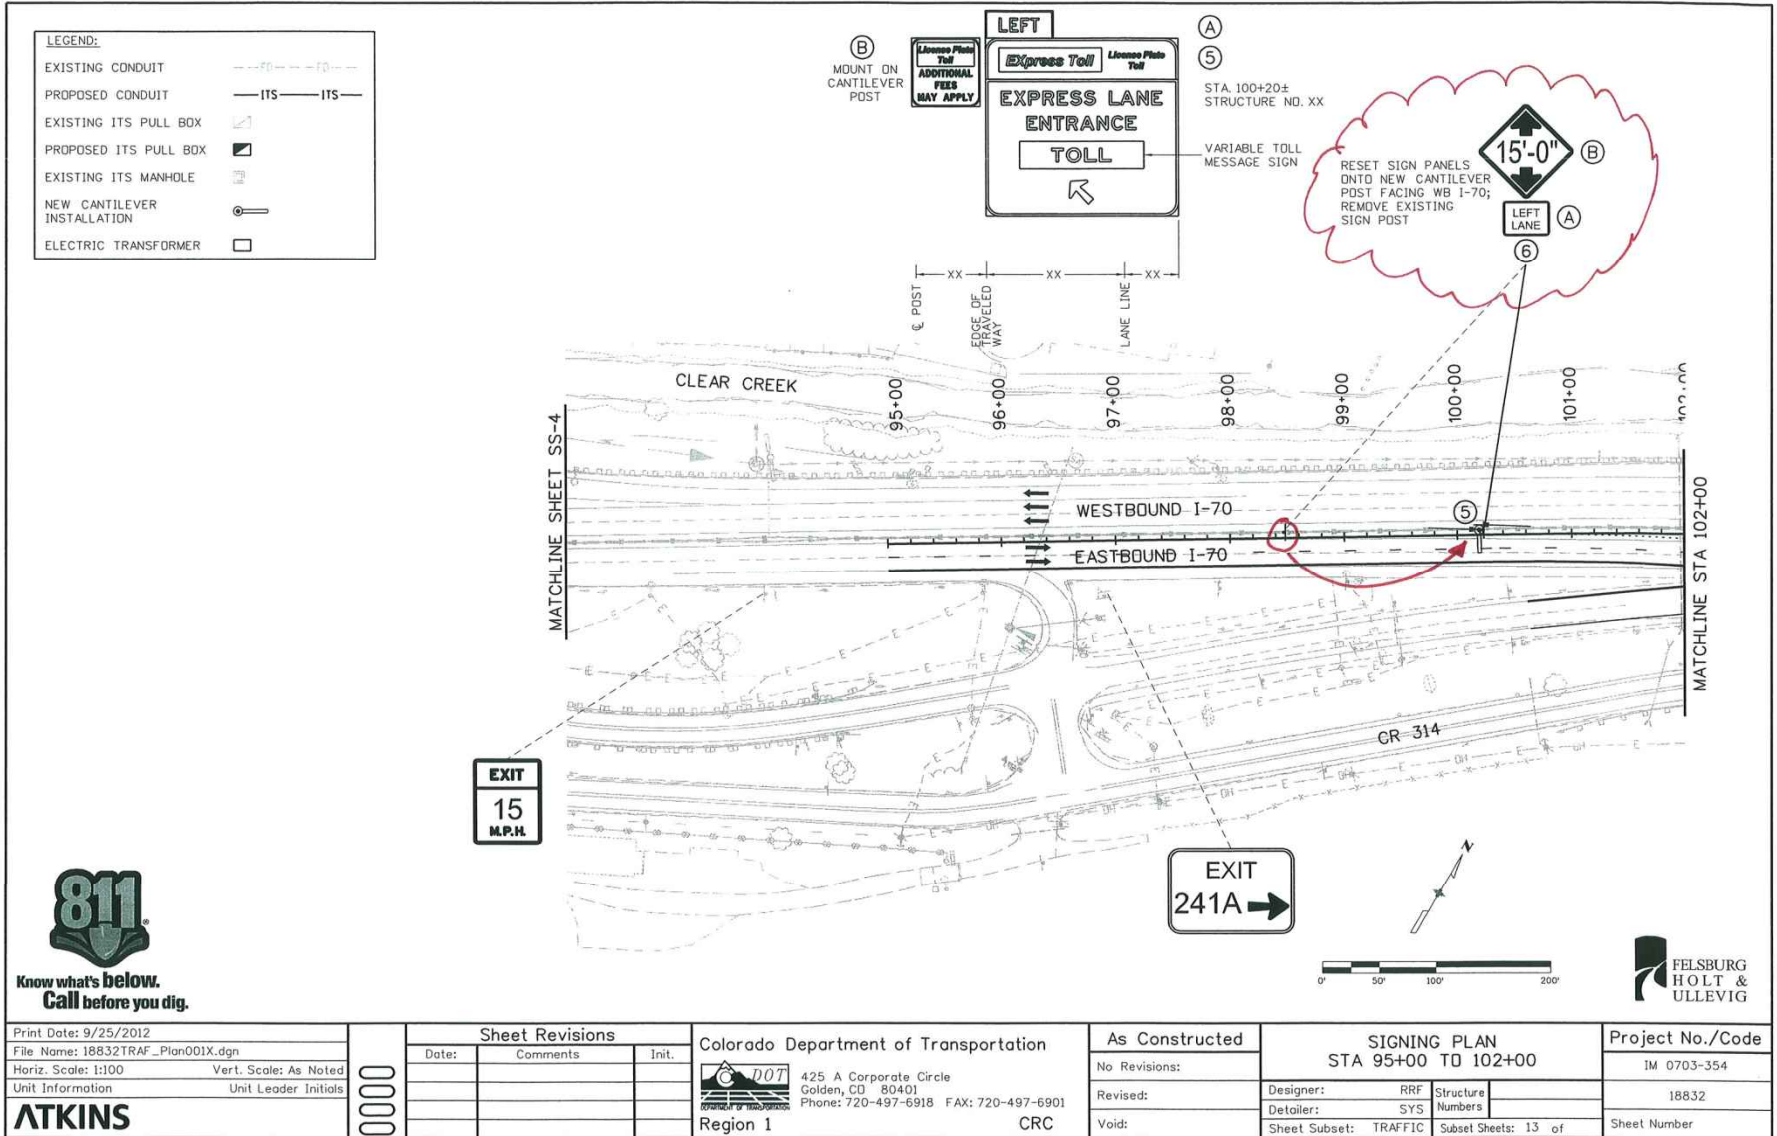 LEGEND:
EXISTING CONDUIT
PROPOSED CONDUIT
ITS ITS
EXISTING ITS PULL BOX
PROPOSED ITS PULL BOX
EXISTING ITS MANHOLE
NEW CANTILEVER
INSTALLATION
ELECTRIC TRANSFORMER
B
MOUNT ON
CANTILEVER
POST
License Plate
Toll
ADDITIONAL
FEES
MAY APPLY
LEFT
EXpress Toll
License Plate
Toll
EXPRESS LANE
ENTRANCE
TOLL
A
5
STA. 100+20±
STRUCTURE NO. XX
VARIABLE TOLL
MESSAGE SIGN
RESET SIGN PANELS
ONTO NEW CANTILEVER
POST FACING WB I-70;
REMOVE EXISTING
SIGN POST
15'-0"
B
LEFT
LANE
A
6
XX XX XX
℄ POST
EDGE OF
TRAVELED
WAY
LANE LINE
CLEAR CREEK
95+00
96+00
97+00
98+00
99+00
100+00
101+00
102+00
MATCHLINE SHEET SS-4
WESTBOUND I-70
5
EASTBOUND I-70
MATCHLINE STA 102+00
CR 314
EXIT
15
M.P.H.
EXIT
241A
N
0' 50' 100' 200'
811
Know what's below.
Call before you dig.
FELSBURG
HOLT &
ULLEVIG
Print Date: 9/25/2012
File Name: 18832TRAF_Plan001X.dgn
Horiz. Scale: 1:100 Vert. Scale: As Noted
Unit Information Unit Leader Initials
ATKINS
Sheet Revisions
Date: Comments Init.
Colorado Department of Transportation
DOT
DEPARTMENT OF TRANSPORTATION
425 A Corporate Circle
Golden, CO 80401
Phone: 720-497-6918 FAX: 720-497-6901
Region 1 CRC
As Constructed
No Revisions:
Revised:
Void:
SIGNING PLAN
STA 95+00 TO 102+00
Designer: RRF
Detailer: SYS
Structure
Numbers
Sheet Subset: TRAFFIC
Subset Sheets: 13 of
Project No./Code
IM 0703-354
18832
Sheet Number